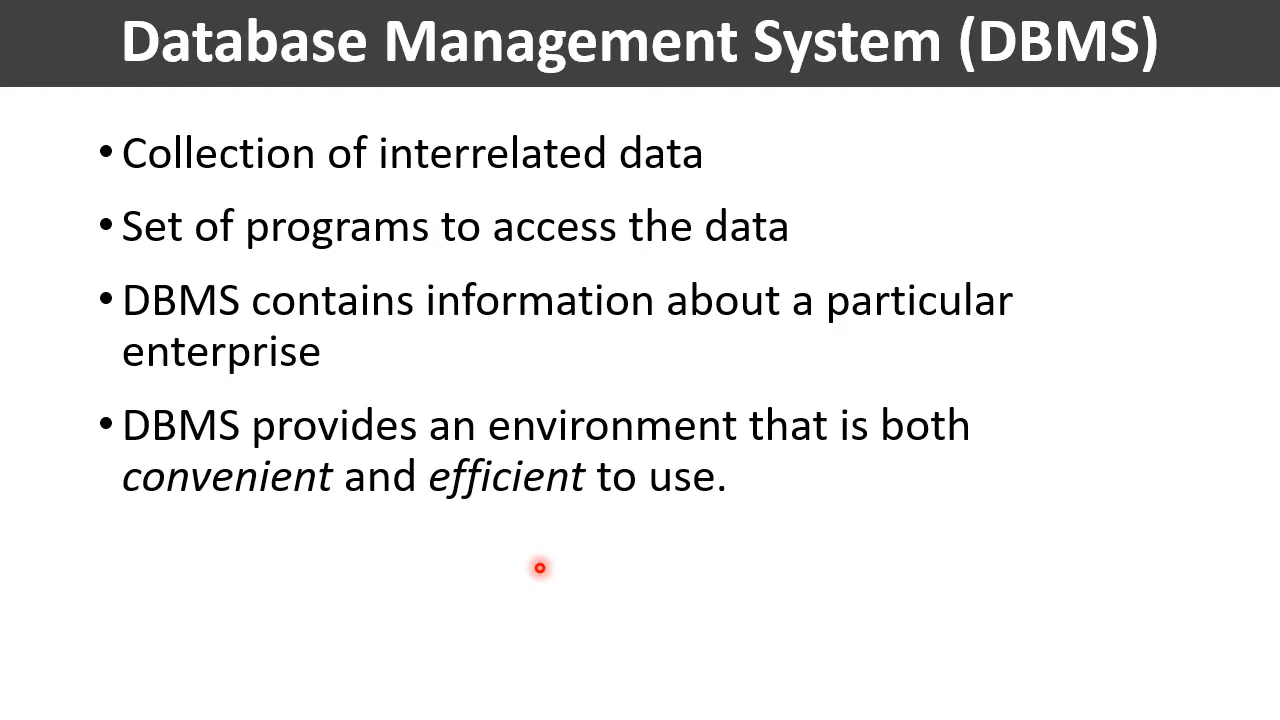 Database Management System (DBMS)
• Collection of interrelated data
• Set of programs to access the data
• DBMS contains information about a particular
enterprise
• DBMS provides an environment that is both
convenient and efficient to use.